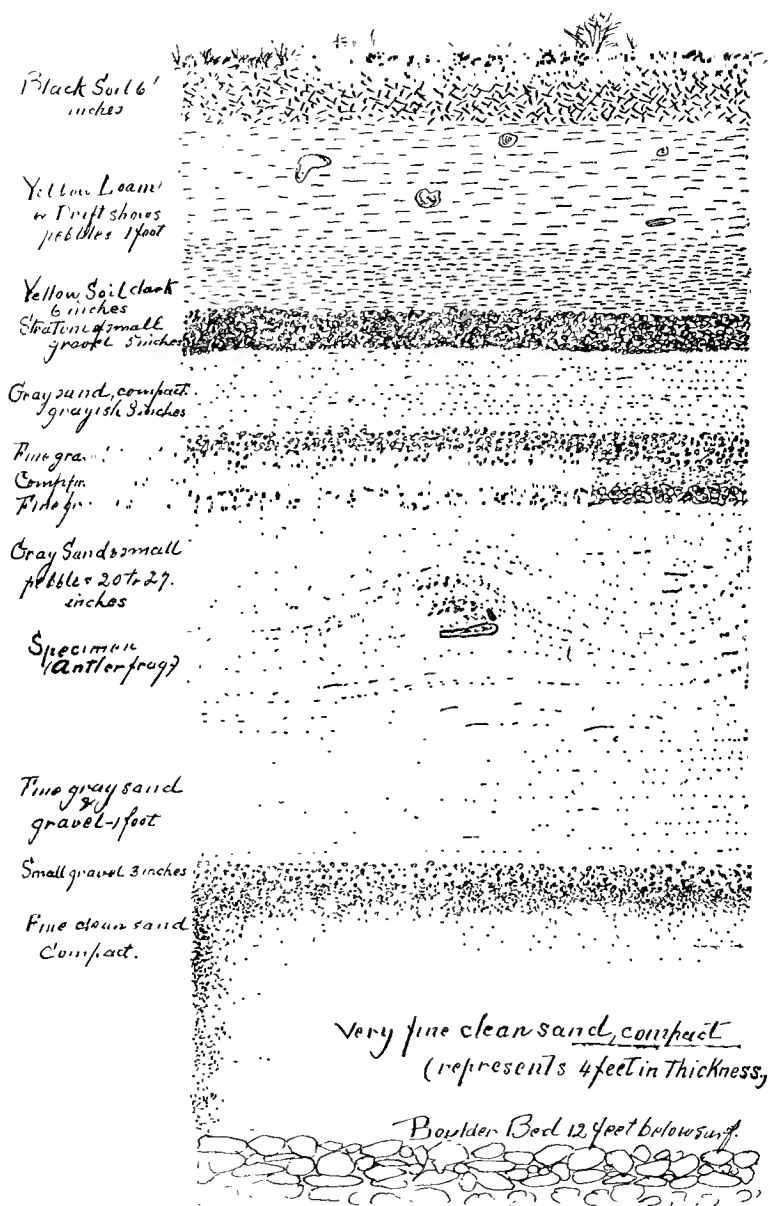 Black Soil 6
inches
Yellow Loam
or Drift shows
pebbles 1 foot
Yellow Soil dark
6 inches
Stratum of small
gravel 5 inches
Gray sand, compact
grayish 9 inches
Fine
Fine
Gray Sand & small
pebbles 20 to 27.
inches
Specimen
(Antler frag)
Fine gray sand
&
gravel-1 foot
Small gravel 3 inches
Fine clean sand
Compact.
Very fine clean sand, compact
(represents 4 feet in Thickness,
Boulder Bed 12 feet below surf.